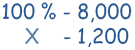 100 % - 8,000
X - 1,200